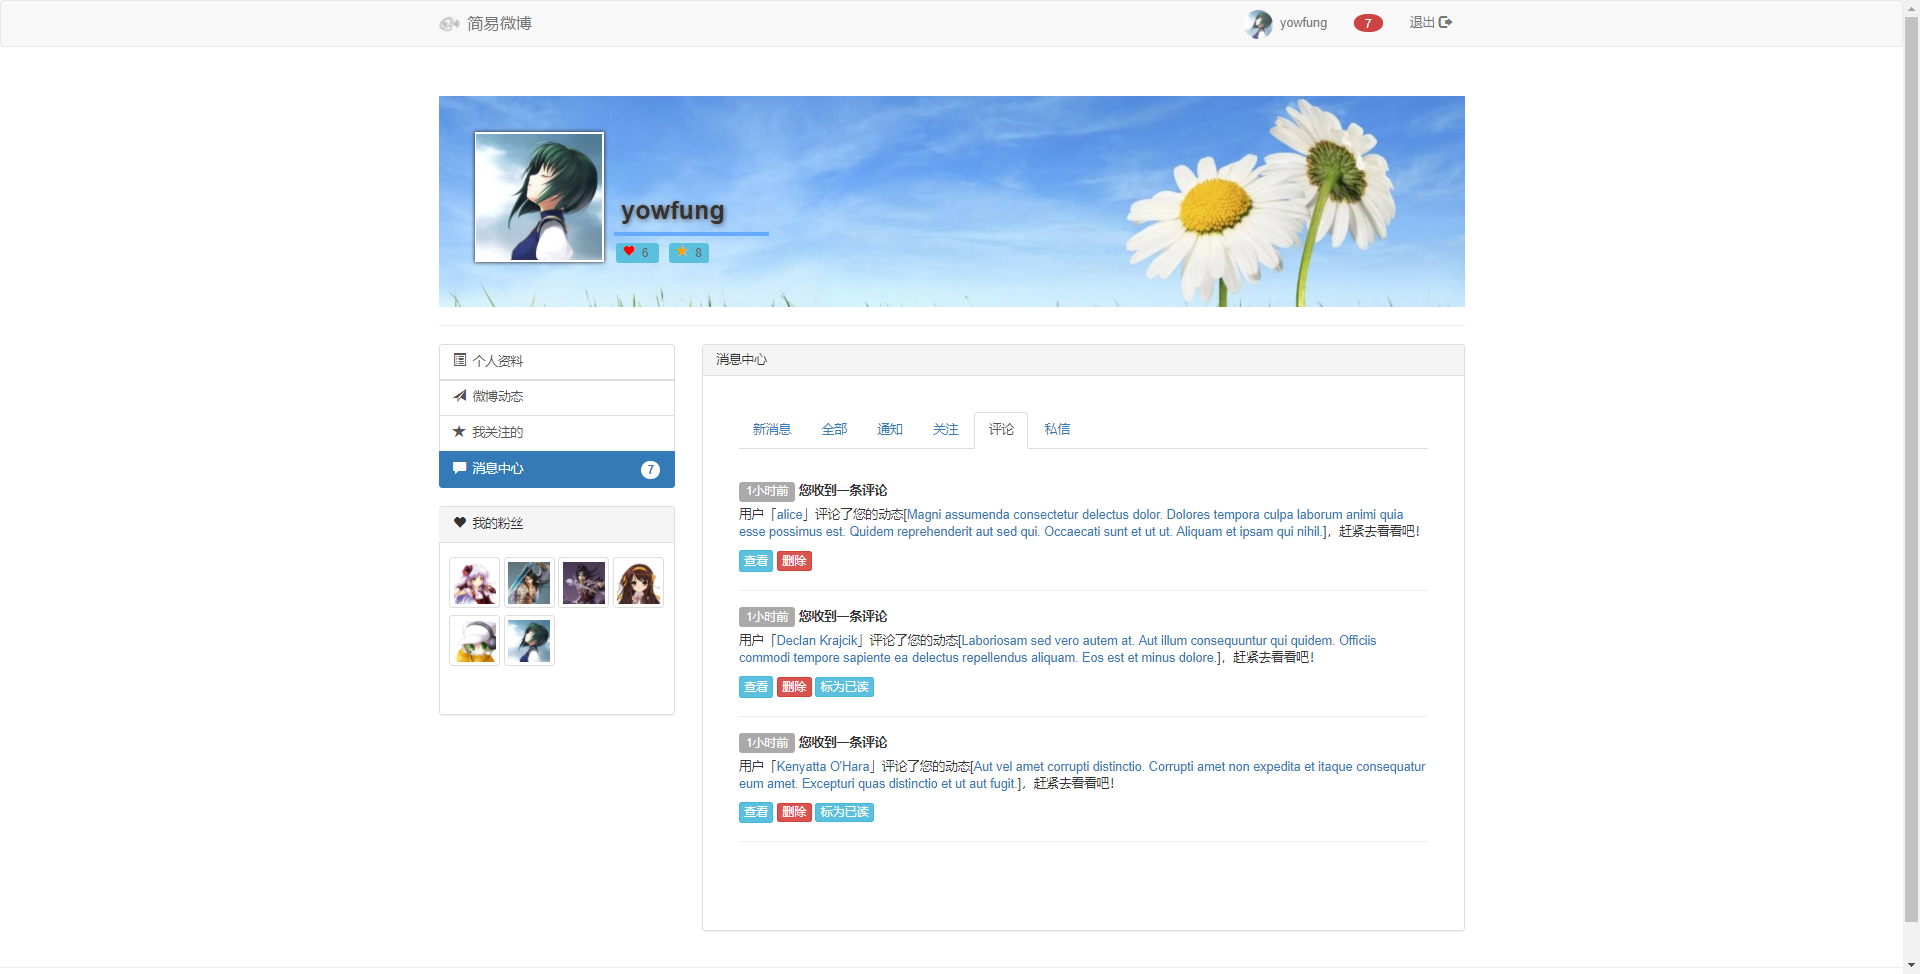 简易微博
yowfung
7
退出
yowfung
6
8
个人资料
微博动态
我关注的
消息中心 7
我的粉丝
消息中心
新消息 全部 通知 关注 评论 私信
1小时前 您收到一条评论
用户「alice」评论了您的动态[Magni assumenda consectetur delectus dolor. Dolores tempora culpa laborum animi quia
esse possimus est. Quidem reprehenderit aut sed qui. Occaecati sunt et ut ut. Aliquam et ipsam qui nihil.]，赶紧去看看吧！
查看 删除
1小时前 您收到一条评论
用户「Declan Krajcik」评论了您的动态[Laboriosam sed vero autem at. Aut illum consequuntur qui quidem. Officiis
commodi tempore sapiente ea delectus repellendus aliquam. Eos est et minus dolore.]，赶紧去看看吧！
查看 删除 标为已读
1小时前 您收到一条评论
用户「Kenyatta O'Hara」评论了您的动态[Aut vel amet corrupti distinctio. Corrupti amet non expedita et itaque consequatur
eum amet. Excepturi quas distinctio et ut aut fugit.]，赶紧去看看吧！
查看 删除 标为已读